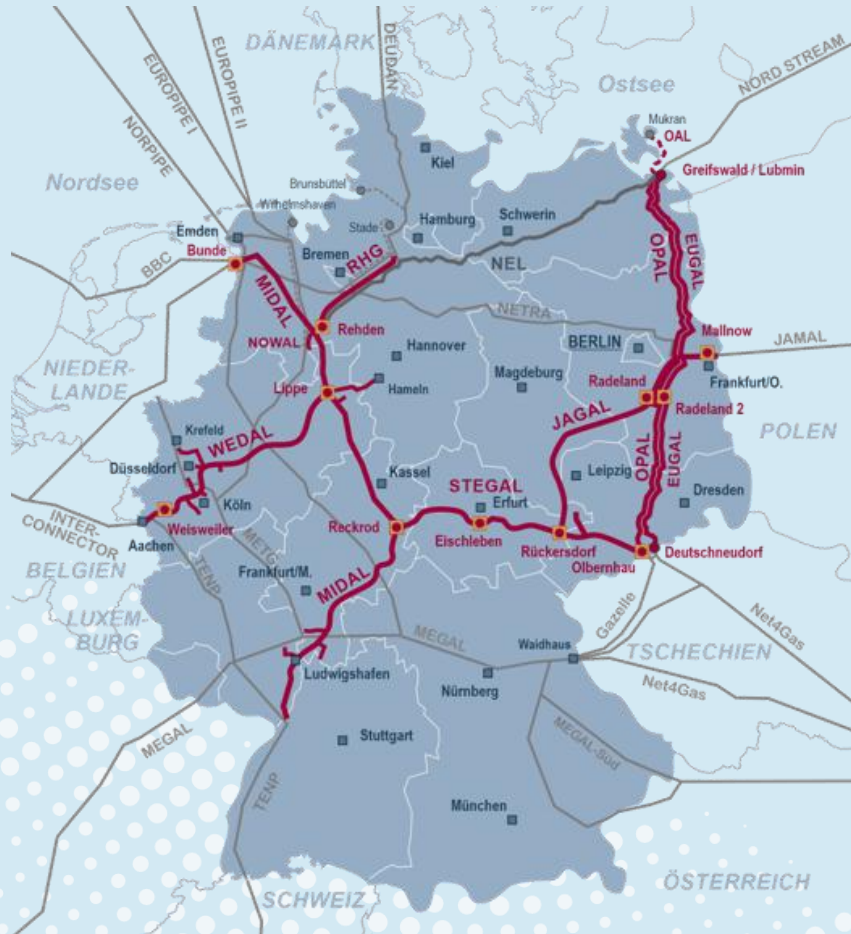 DÄNEMARK
DEUDAN
EUROPIPE II
EUROPIPE I
NORPIPE
NORD STREAM
Ostsee
Mukran
OAL
Greifswald / Lubmin
Kiel
Nordsee
Brunsbüttel
Wilhelmshaven
Stade
Hamburg
Schwerin
Emden
Bunde
Bremen
RHG
NEL
OPAL
EUGAL
BBC
MIDAL
NETRA
Mallnow
JAMAL
NOWAL
Rehden
Hannover
BERLIN
NIEDER-
LANDE
Magdeburg
Radeland
Frankfurt/O.
Lippe
Hameln
Radeland 2
JAGAL
POLEN
Krefeld
WEDAL
OPAL
EUGAL
Düsseldorf
Kassel
STEGAL
Leipzig
Köln
Erfurt
Dresden
INTER-
CONNECTOR
Weisweiler
Reckrod
Eischleben
Rückersdorf
Aachen
METG
Olbernhau
Deutschneudorf
BELGIEN
TENP
Frankfurt/M.
MIDAL
Gazelle
Net4Gas
LUXEM-
BURG
MEGAL
Waidhaus
TSCHECHIEN
Ludwigshafen
Nürnberg
Net4Gas
MEGAL
Stuttgart
MEGAL-Süd
TENP
München
SCHWEIZ
ÖSTERREICH